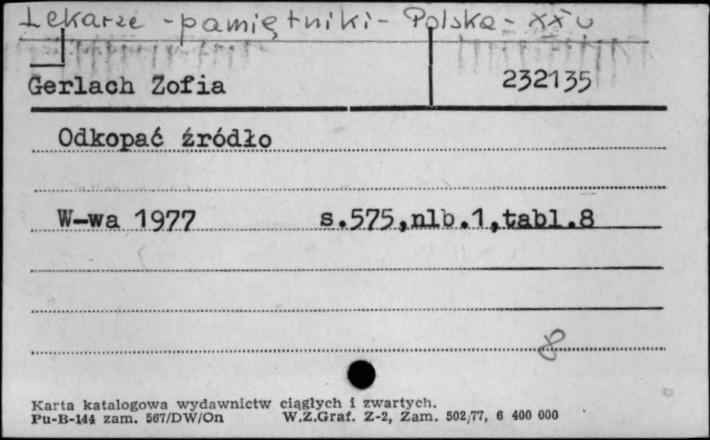 Lekarze - pamiętniki - Polska - XX w
Gerlach Zofia 232135
Odkopać źródło
W-wa 1977 s.575,nlb.1,tabl.8
8
Karta katalogowa wydawnictw ciągłych i zwartych.
Pu-B-144 zam. 567/DW/On W.Z.Graf. Z-2, Zam. 502/77, 6 400 000